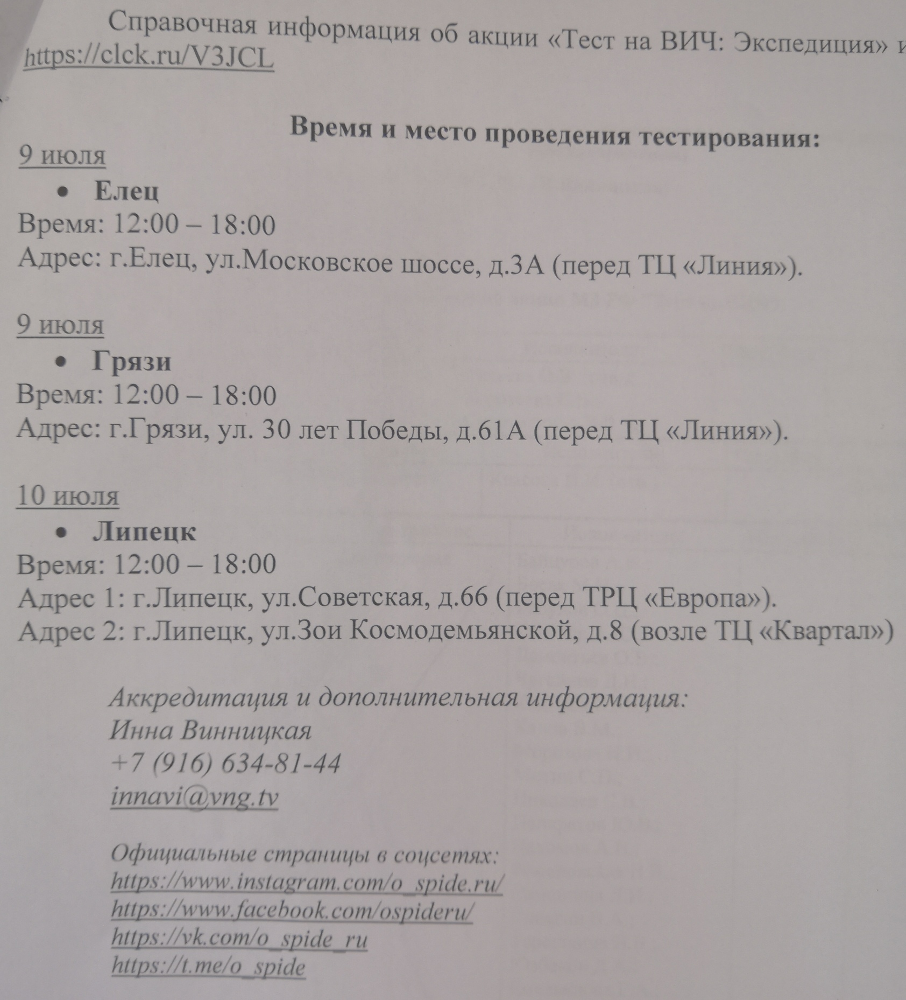 Справочная информация об акции «Тест на ВИЧ: Экспедиция»
https://clck.ru/V3JCL
Время и место проведения тестирования:
9 июля
• Елец
Время: 12:00 – 18:00
Адрес: г.Елец, ул.Московское шоссе, д.3А (перед ТЦ «Линия»).
9 июля
• Грязи
Время: 12:00 – 18:00
Адрес: г.Грязи, ул. 30 лет Победы, д.61А (перед ТЦ «Линия»).
10 июля
• Липецк
Время: 12:00 – 18:00
Адрес 1: г.Липецк, ул.Советская, д.66 (перед ТРЦ «Европа»).
Адрес 2: г.Липецк, ул.Зои Космодемьянской, д.8 (возле ТЦ «Квартал»)
Аккредитация и дополнительная информация:
Инна Винницкая
+7 (916) 634-81-44
innavi@vng.tv
Официальные страницы в соцсетях:
https://www.instagram.com/o_spide.ru/
https://www.facebook.com/ospideru/
https://vk.com/o_spide_ru
https://t.me/o_spide